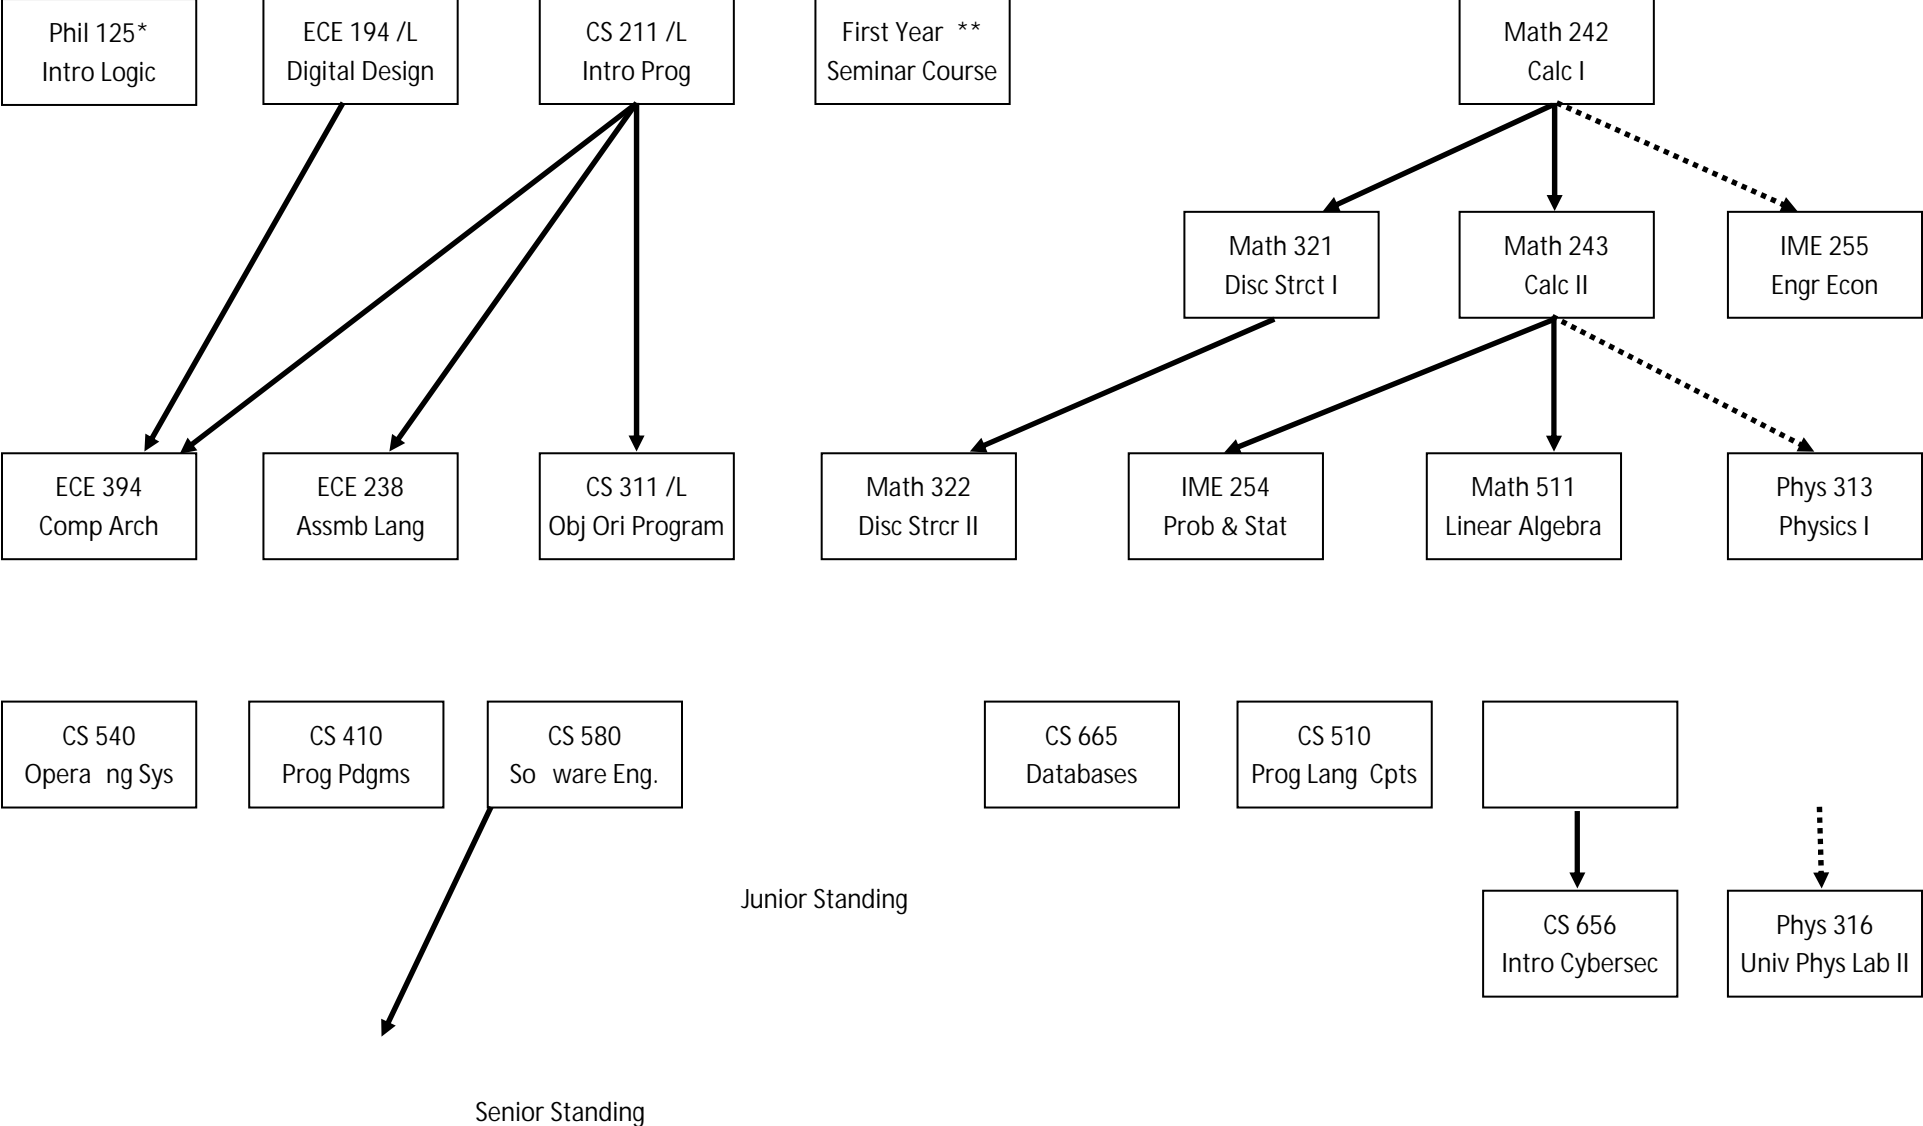 Phil 125*
Intro Logic
ECE 194 /L
Digital Design
CS 211 /L
Intro Prog
First Year **
Seminar Course
Math 242
Calc I
Math 321
Disc Strct I
Math 243
Calc II
IME 255
Engr Econ
ECE 394
Comp Arch
ECE 238
Assmb Lang
CS 311 /L
Obj Ori Program
Math 322
Disc Strcr II
IME 254
Prob & Stat
Math 511
Linear Algebra
Phys 313
Physics I
CS 540
Opera ng Sys
CS 410
Prog Pdgms
CS 580
So ware Eng.
CS 665
Databases
CS 510
Prog Lang Cpts
Junior Standing
CS 656
Intro Cybersec
Phys 316
Univ Phys Lab II
Senior Standing